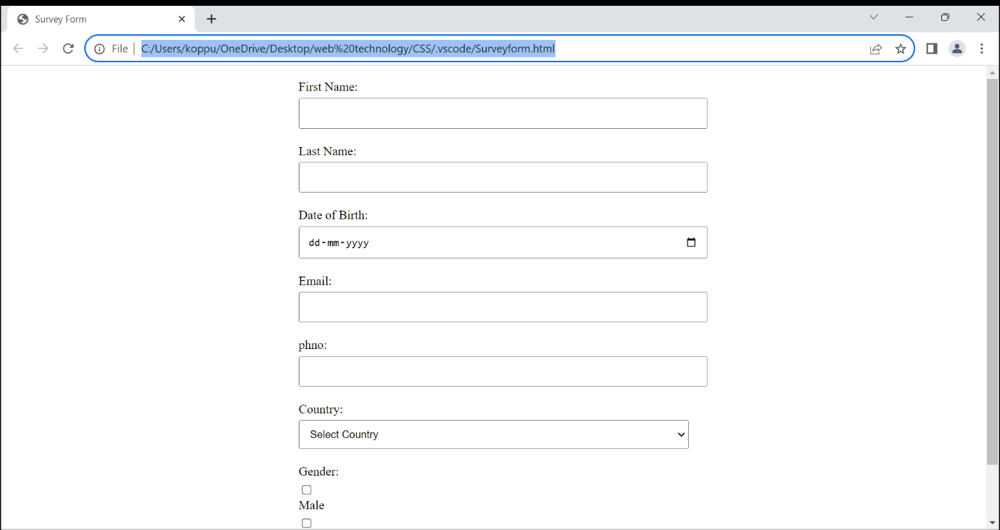 Survey Form
File | C:/Users/koppu/OneDrive/Desktop/web%20technology/CSS/.vscode/Surveyform.html
First Name:
Last Name:
Date of Birth:
dd-mm-yyyy
Email:
phno:
Country:
Select Country
Gender:
Male